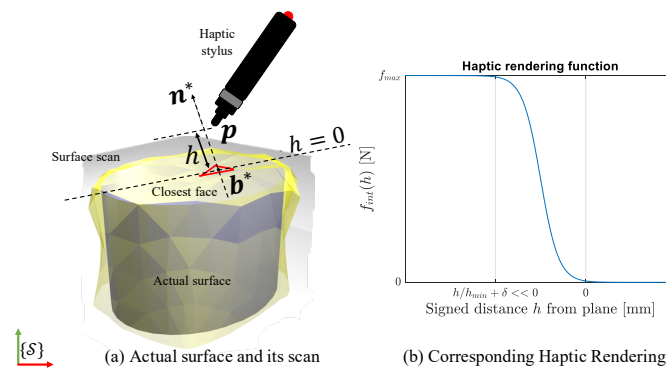 Haptic
stylus
n*
p
h
h = 0
Surface scan
b*
Closest face
Actual surface
{S}
(a) Actual surface and its scan
Haptic rendering function
f_max
f_int(h) [N]
0
h/h_min + δ << 0
0
Signed distance h from plane [mm]
(b) Corresponding Haptic Rendering